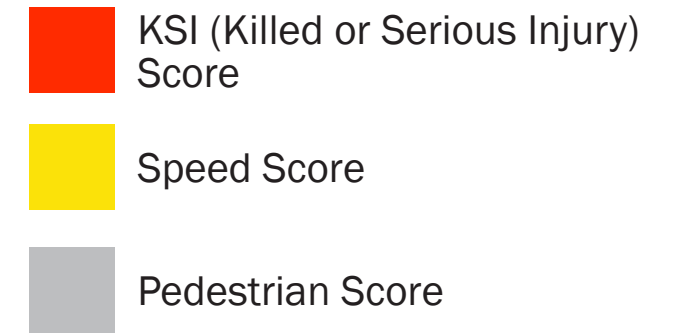 KSI (Killed or Serious Injury)
Score
Speed Score
Pedestrian Score